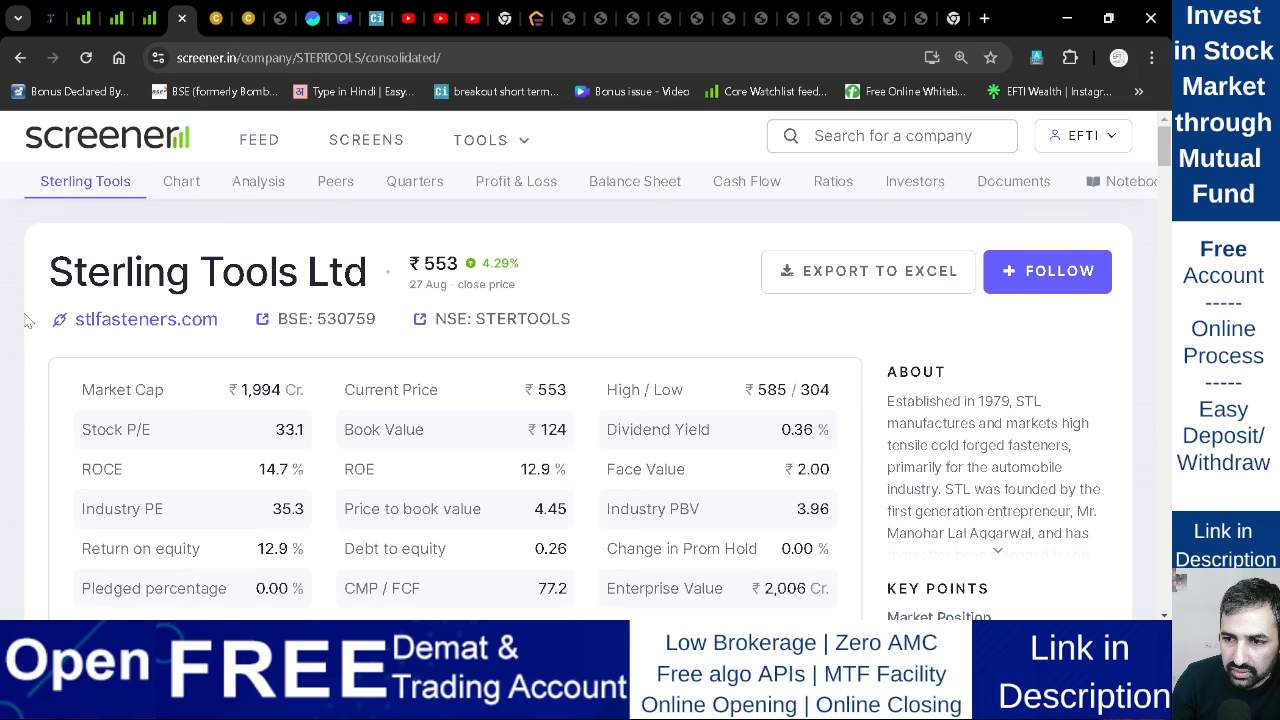 screener.in/company/STERTOOLS/consolidated/
Bonus Declared By...
BSE (formerly Bomb...
Type in Hindi | Easy...
breakout short term...
Bonus issue - Video
Core Watchlist feed...
Free Online Whiteb...
EFTI Wealth | Instagr...
screener
FEED
SCREENS
TOOLS
Search for a company
EFTI
Sterling Tools
Chart
Analysis
Peers
Quarters
Profit & Loss
Balance Sheet
Cash Flow
Ratios
Investors
Documents
Notebo
Sterling Tools Ltd
₹ 553 4.29%
27 Aug - close price
EXPORT TO EXCEL
FOLLOW
stlfasteners.com
BSE: 530759
NSE: STERTOOLS
Market Cap ₹ 1,994 Cr.
Current Price ₹ 553
High / Low ₹ 585 / 304
Stock P/E 33.1
Book Value ₹ 124
Dividend Yield 0.36 %
ROCE 14.7 %
ROE 12.9 %
Face Value ₹ 2.00
Industry PE 35.3
Price to book value 4.45
Industry PBV 3.96
Return on equity 12.9 %
Debt to equity 0.26
Change in Prom Hold 0.00 %
Pledged percentage 0.00 %
CMP / FCF 77.2
Enterprise Value ₹ 2,006 Cr.
ABOUT
Established in 1979, STL
manufactures and markets high
tensile cold forged fasteners,
primarily for the automobile
industry. STL was founded by the
first generation entrepreneur, Mr.
Manohar Lal Aggarwal, and has
KEY POINTS
Market Position
Invest
in Stock
Market
through
Mutual
Fund
Free
Account
-----
Online
Process
-----
Easy
Deposit/
Withdraw
Link in
Description
Open FREE Demat &
Trading Account
Low Brokerage | Zero AMC
Free algo APIs | MTF Facility
Online Opening | Online Closing
Link in
Description